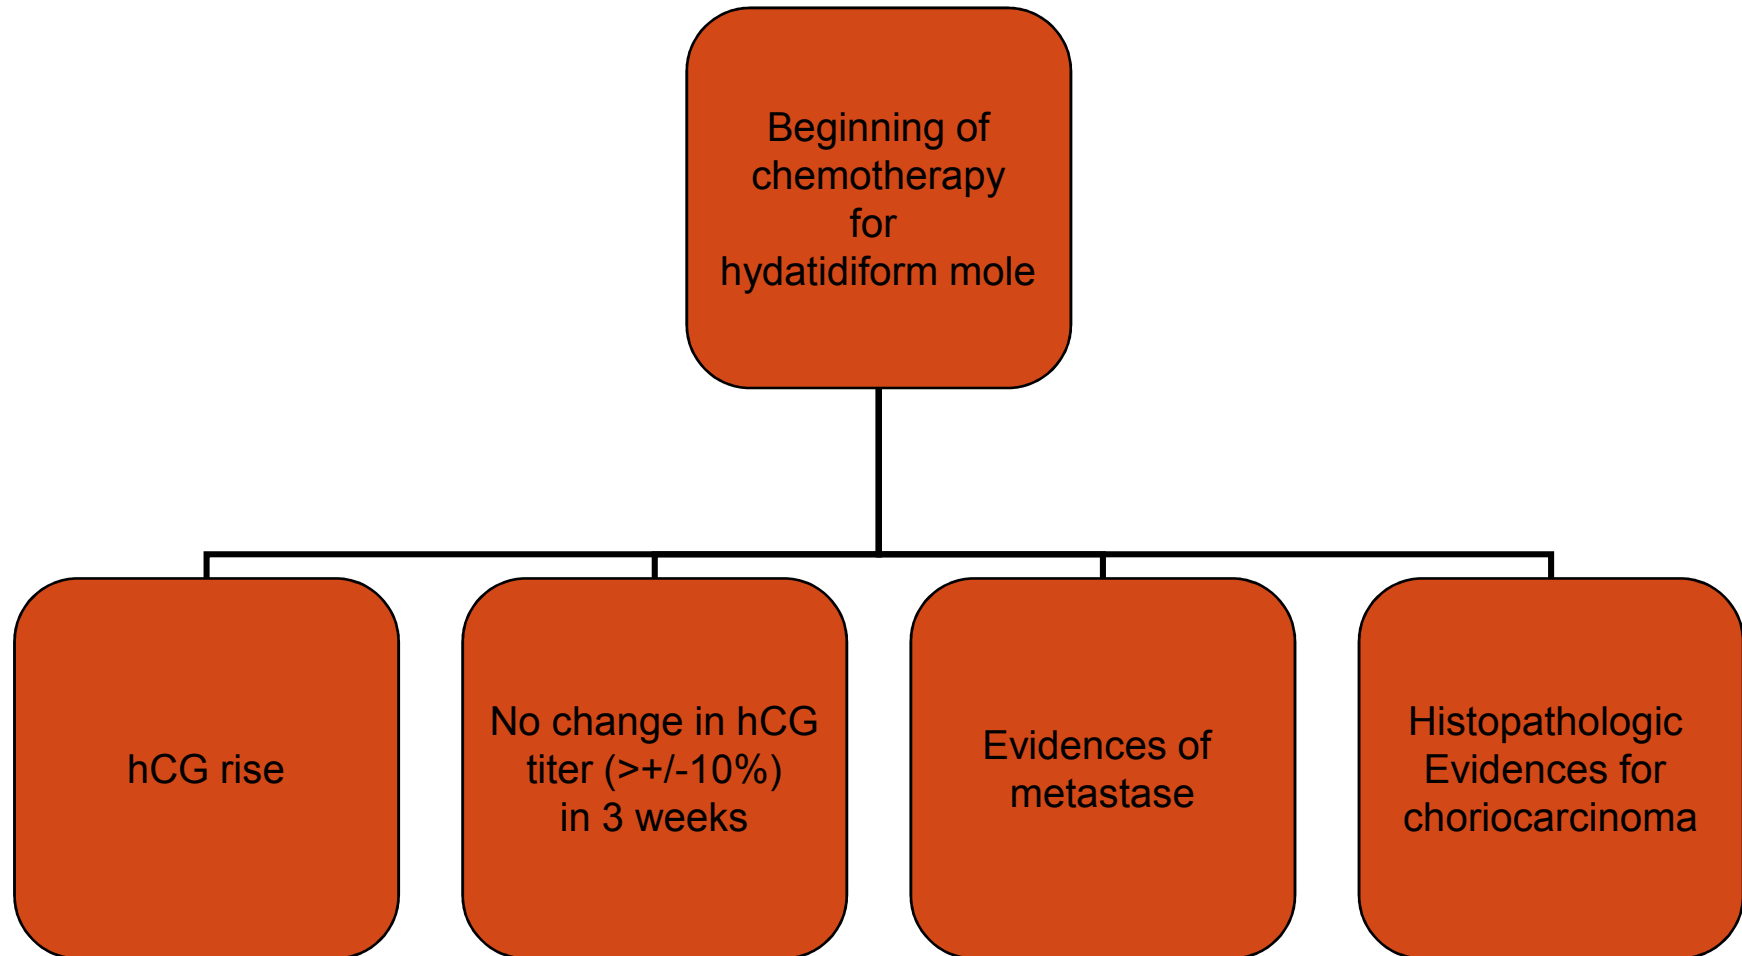 Beginning of
chemotherapy
for
hydatidiform mole
hCG rise
No change in hCG
titer (>+/-10%)
in 3 weeks
Evidences of
metastase
Histopathologic
Evidences for
choriocarcinoma